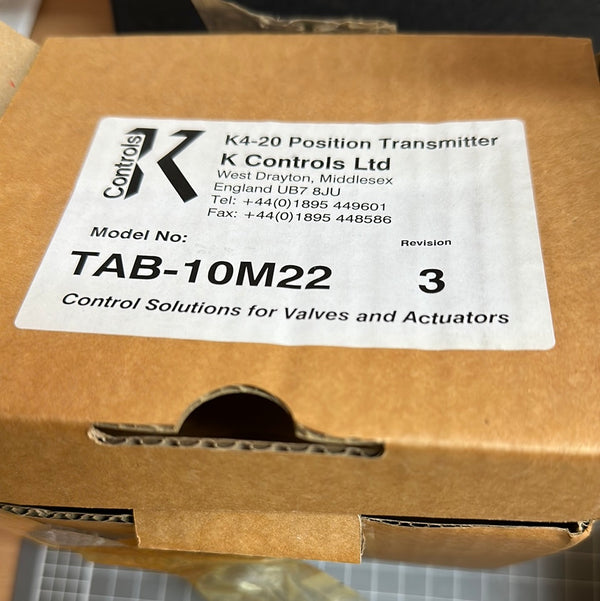 K Controls
K4-20 Position Transmitter
K Controls Ltd
West Drayton, Middlesex
England UB7 8JU
Tel: +44(0)1895 449601
Fax: +44(0)1895 448586
Model No:
Revision
TAB-10M22
3
Control Solutions for Valves and Actuators